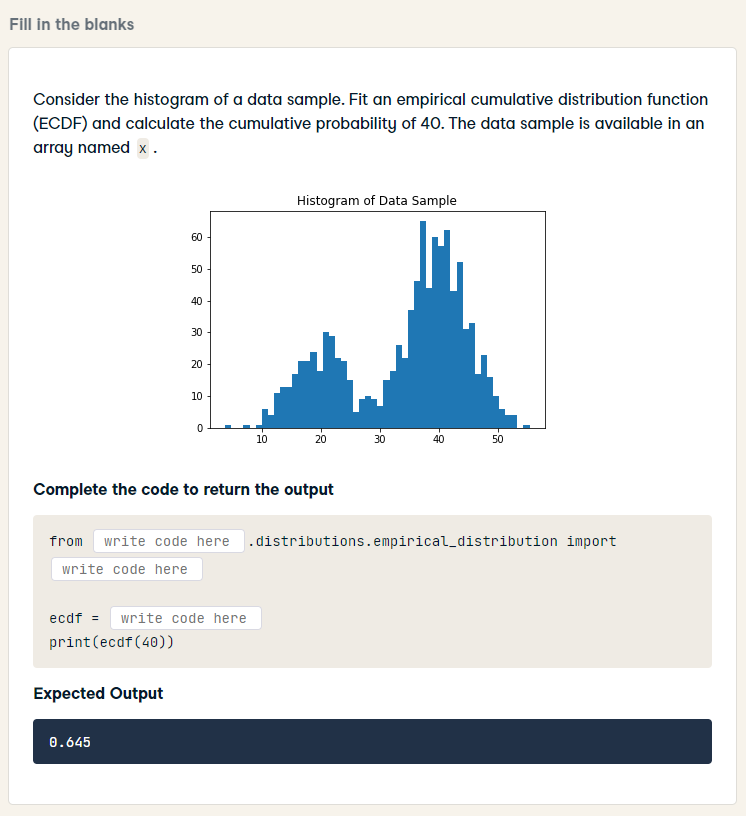 Fill in the blanks
Consider the histogram of a data sample. Fit an empirical cumulative distribution function
(ECDF) and calculate the cumulative probability of 40. The data sample is available in an
array named x .
Histogram of Data Sample
60
50
40
30
20
10
0
10 20 30 40 50
Complete the code to return the output
from write code here .distributions.empirical_distribution import
write code here
ecdf = write code here
print(ecdf(40))
Expected Output
0.645